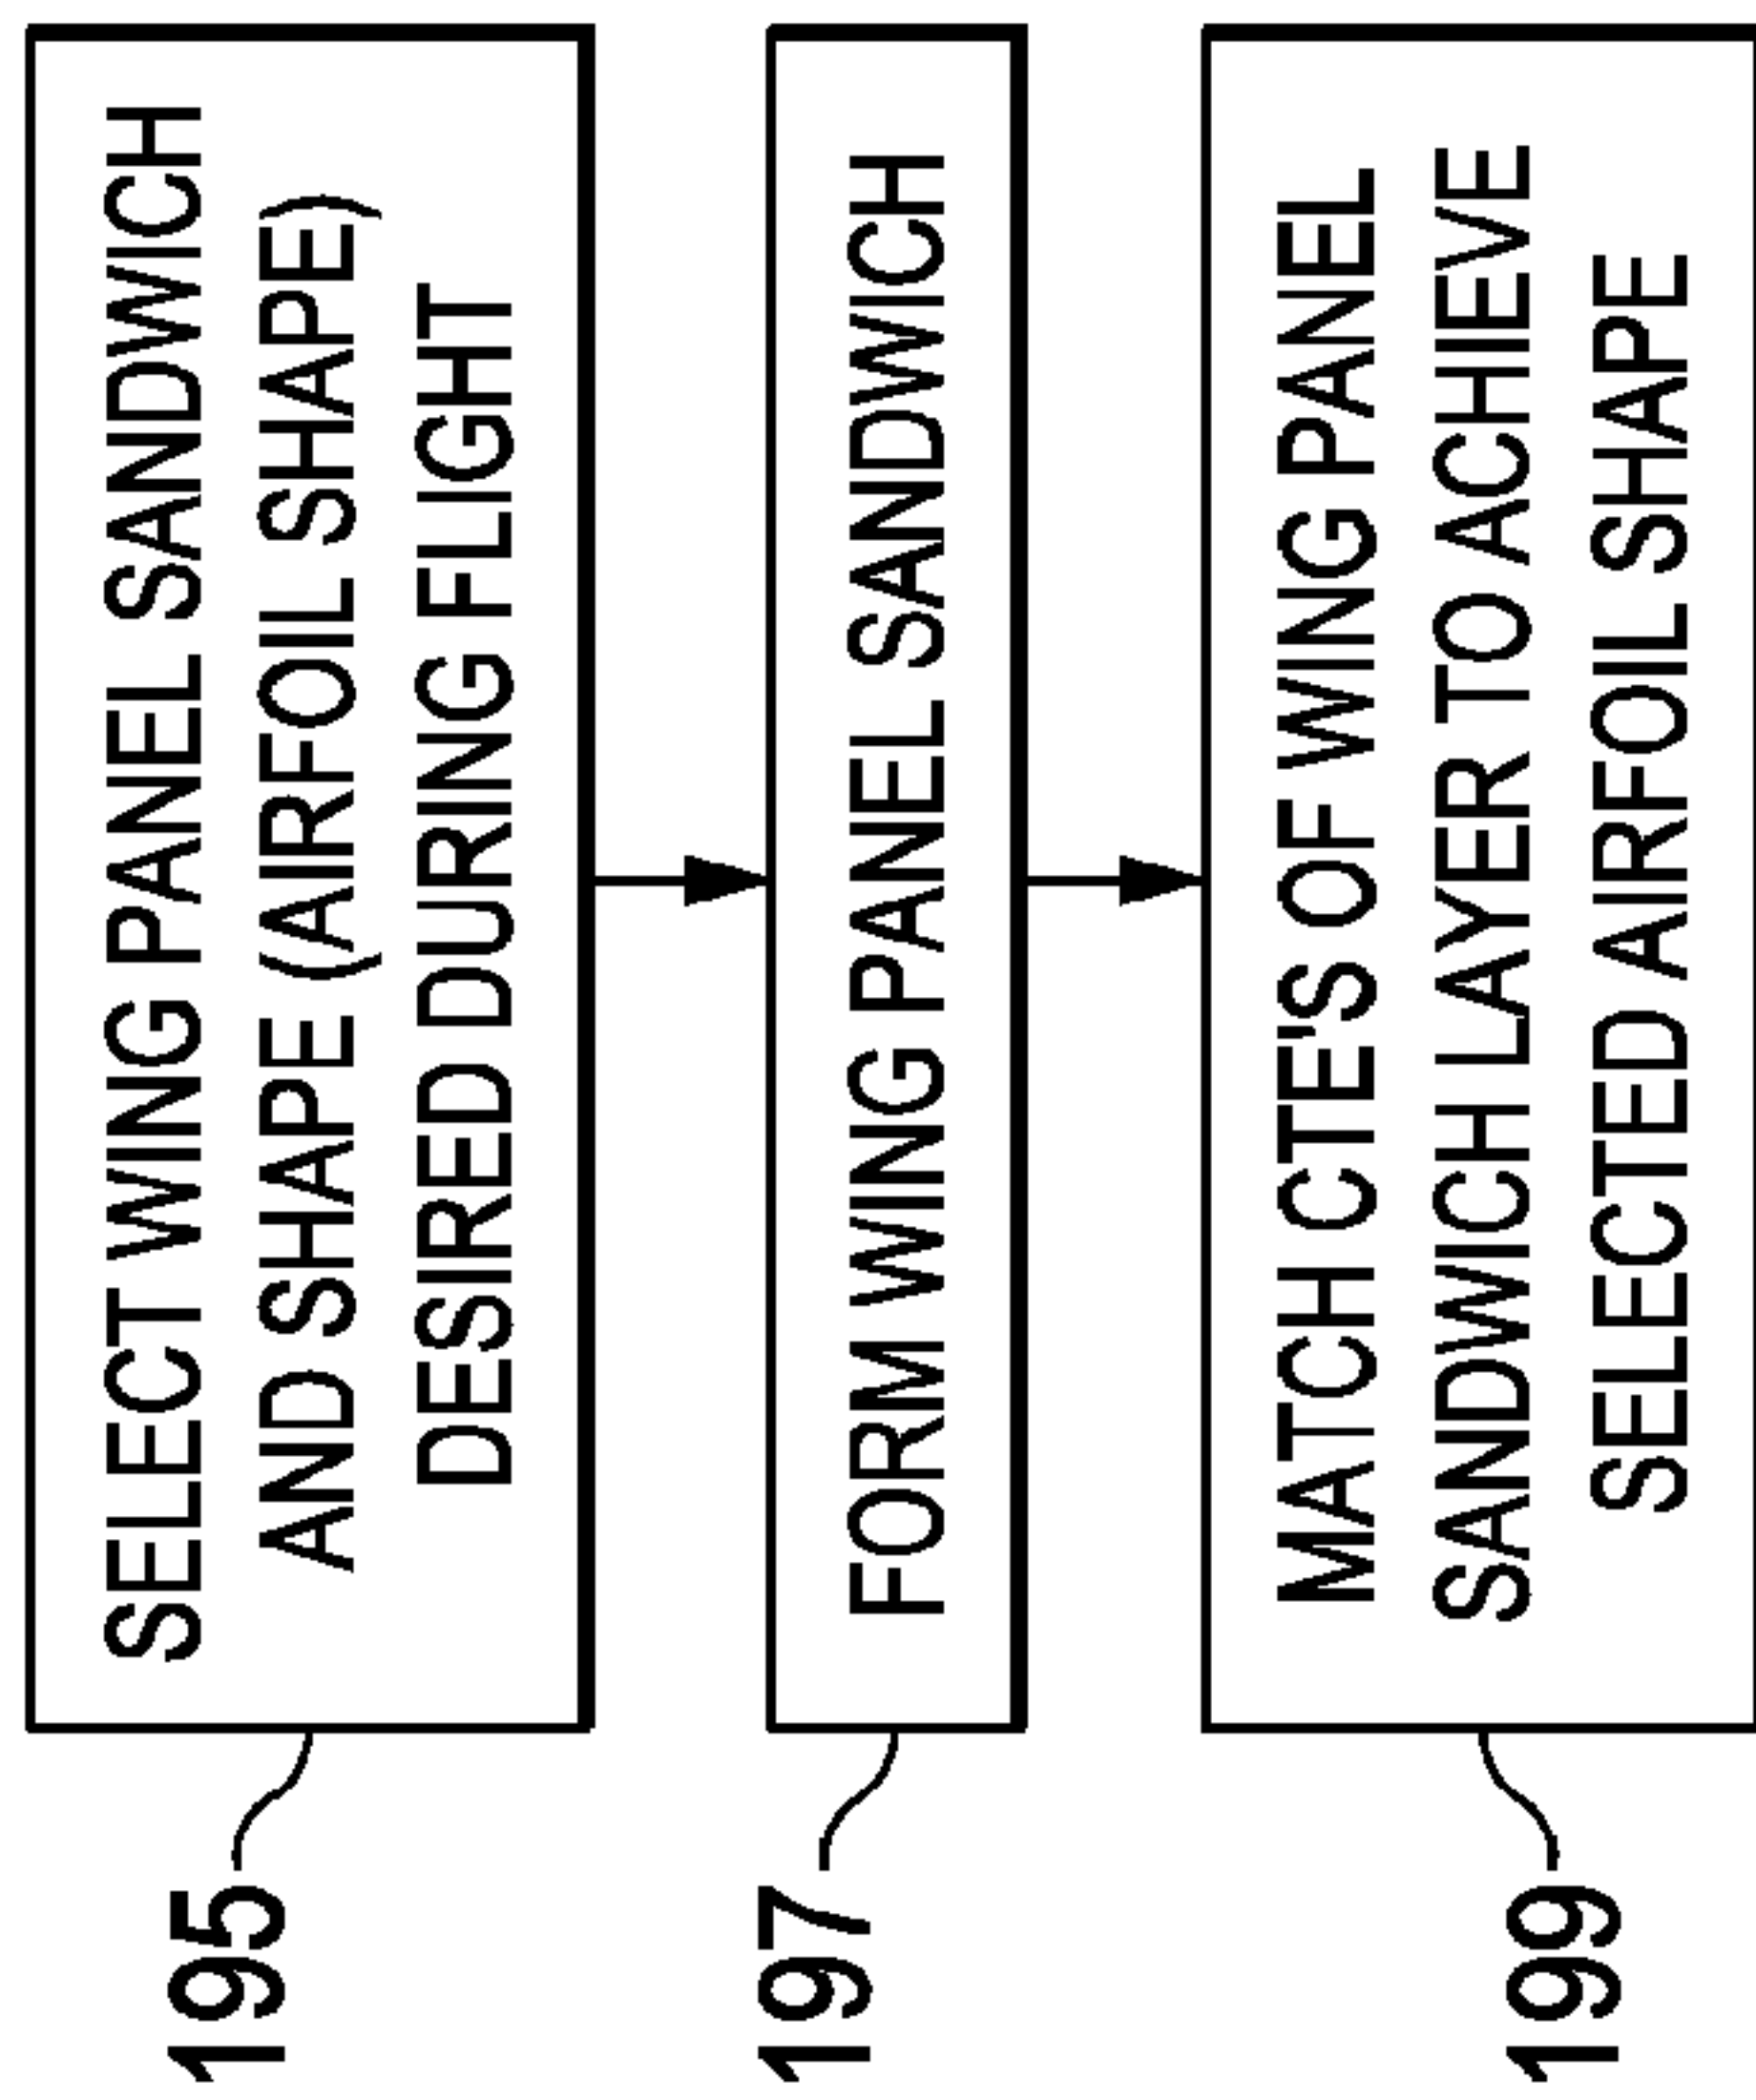 195
SELECT WING PANEL SANDWICH
AND SHAPE (AIRFOIL SHAPE)
DESIRED DURING FLIGHT
197
FORM WING PANEL SANDWICH
199
MATCH CTE'S OF WING PANEL
SANDWICH LAYER TO ACHIEVE
SELECTED AIRFOIL SHAPE